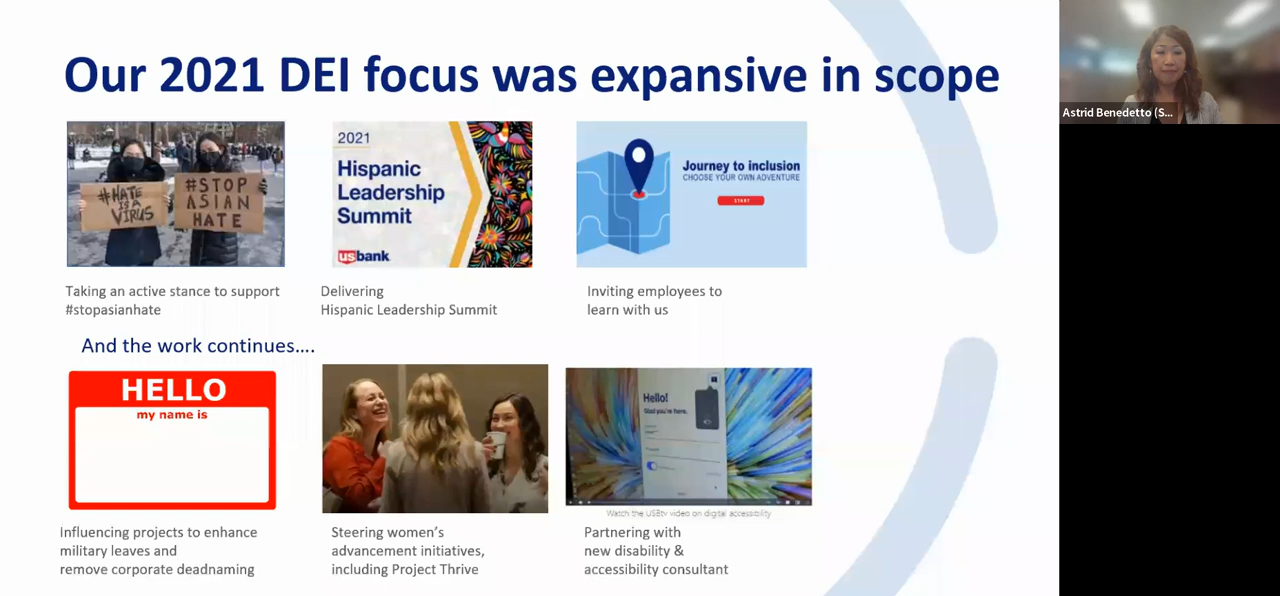 Our 2021 DEI focus was expansive in scope
Astrid Benedetto (S...
#HATE
IS A
VIRUS
#STOP
ASIAN
HATE
2021
Hispanic
Leadership
Summit
usbank
Journey to inclusion
CHOOSE YOUR OWN ADVENTURE
START
Taking an active stance to support
#stopasianhate
Delivering
Hispanic Leadership Summit
Inviting employees to
learn with us
And the work continues....
HELLO
my name is
Hello!
Glad you're here.
Watch the USBtv video on digital accessibility
Influencing projects to enhance
military leaves and
remove corporate deadnaming
Steering women's
advancement initiatives,
including Project Thrive
Partnering with
new disability &
accessibility consultant